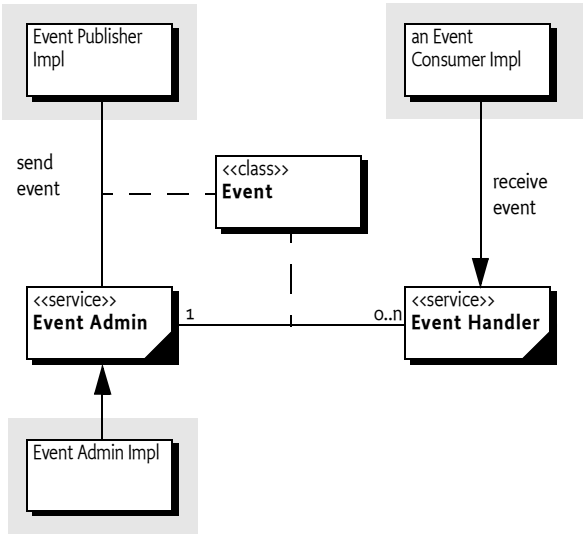 Event Publisher
Impl
an Event
Consumer Impl
send
event
<<class>>
Event
receive
event
<<service>>
Event Admin
1
0..n
<<service>>
Event Handler
Event Admin Impl